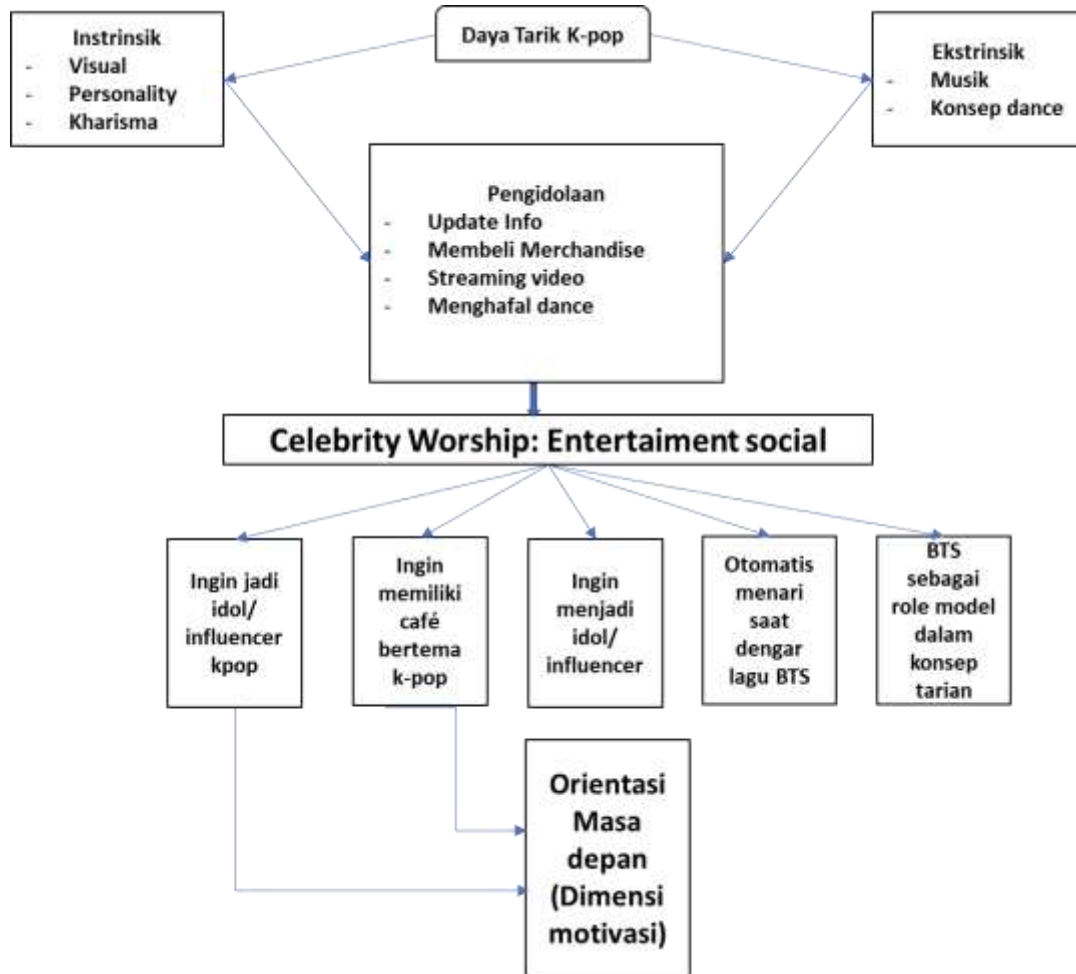 Daya Tarik K-pop
Instrinsik
- Visual
- Personality
- Kharisma
Ekstrinsik
- Musik
- Konsep dance
Pengidolaan
- Update Info
- Membeli Merchandise
- Streaming video
- Menghafal dance
Celebrity Worship: Entertaiment social
Ingin jadi
idol/
influencer
kpop
Ingin
memiliki
café
bertema
k-pop
Ingin
menjadi
idol/
influencer
Otomatis
menari
saat
dengar
lagu BTS
BTS
sebagai
role model
dalam
konsep
tarian
Orientasi
Masa
depan
(Dimensi
motivasi)